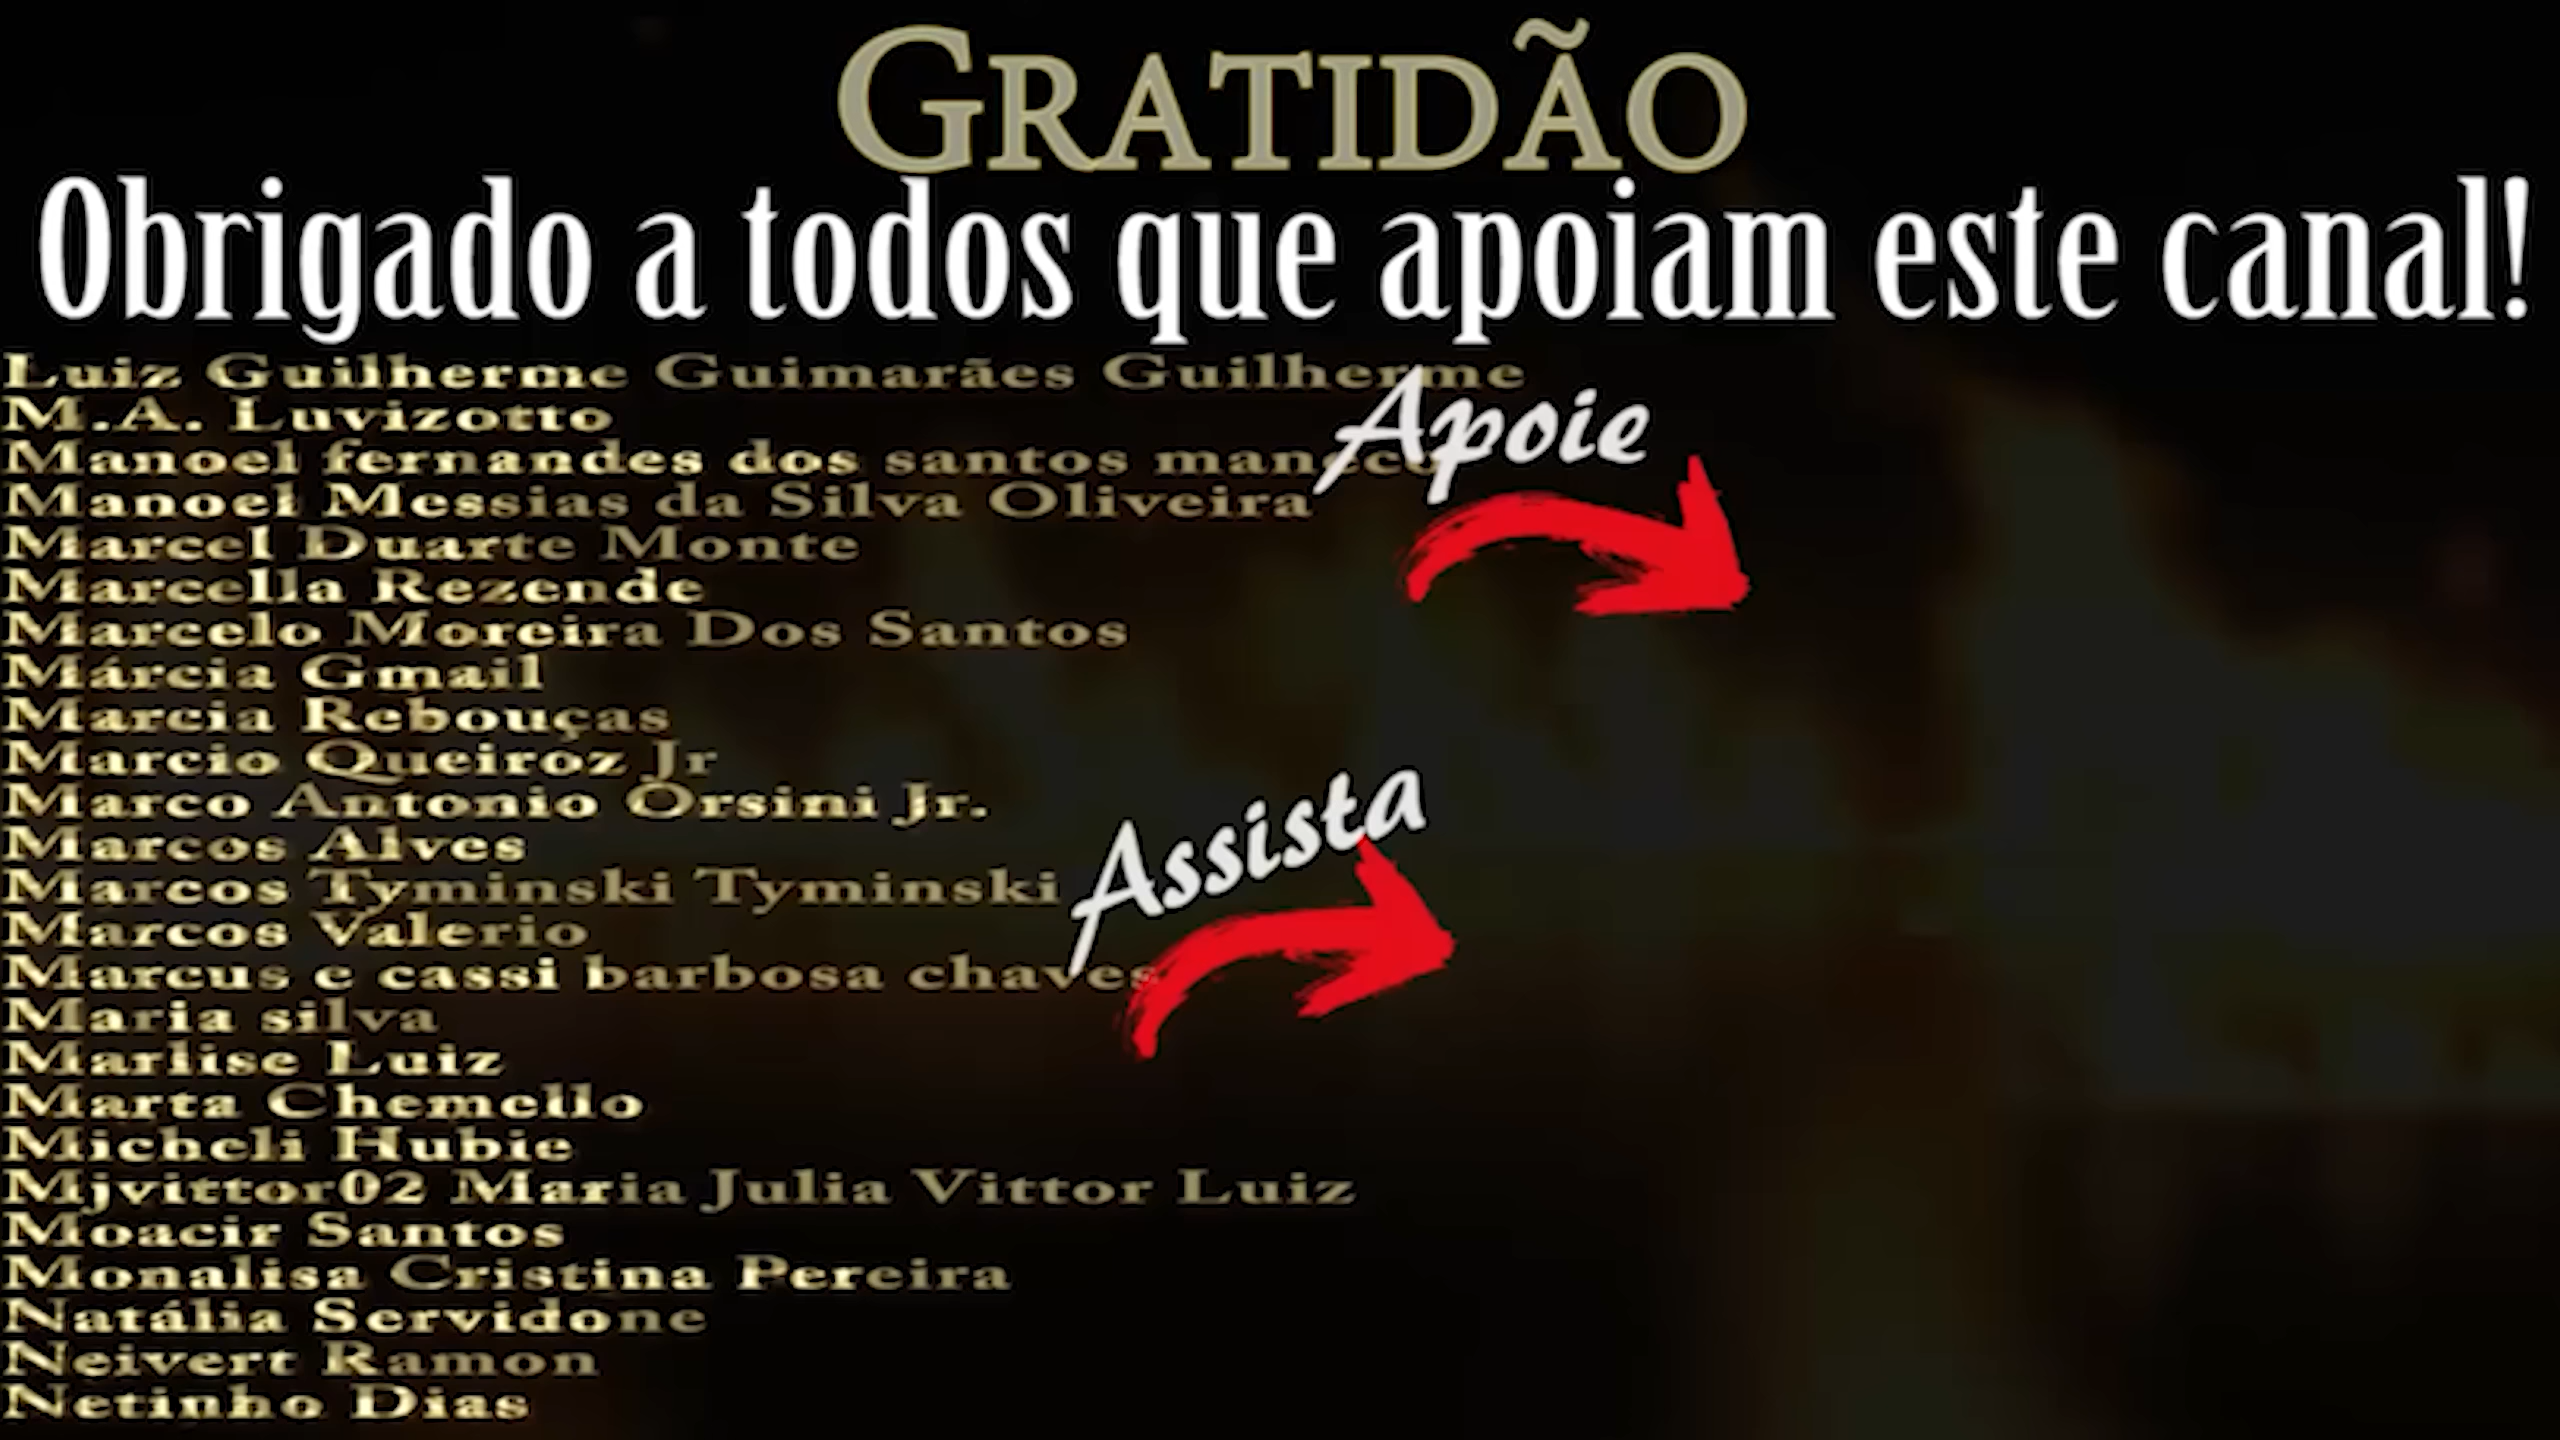 GRATIDÃO
Obrigado a todos que apoiam este canal!
Luiz Guilherme Guimarães Guilherme
Apoie
M.A. Luvizotto
Manoel fernandes dos santos maneco
Manoel Messias da Silva Oliveira
Marcel Duarte Monte
Marcella Rezende
Marcelo Moreira Dos Santos
Márcia Gmail
Marcia Rebouças
Marcio Queiroz Jr
Marco Antonio Orsini Jr.
Assista
Marcos Alves
Marcos Tyminski Tyminski
Marcos Valerio
Marcus e cassi barbosa chaves
Maria silva
Marlise Luiz
Marta Chemello
Micheli Hubie
Mjvittor02 Maria Julia Vittor Luiz
Moacir Santos
Monalisa Cristina Pereira
Natália Servidone
Neivert Ramon
Netinho Dias